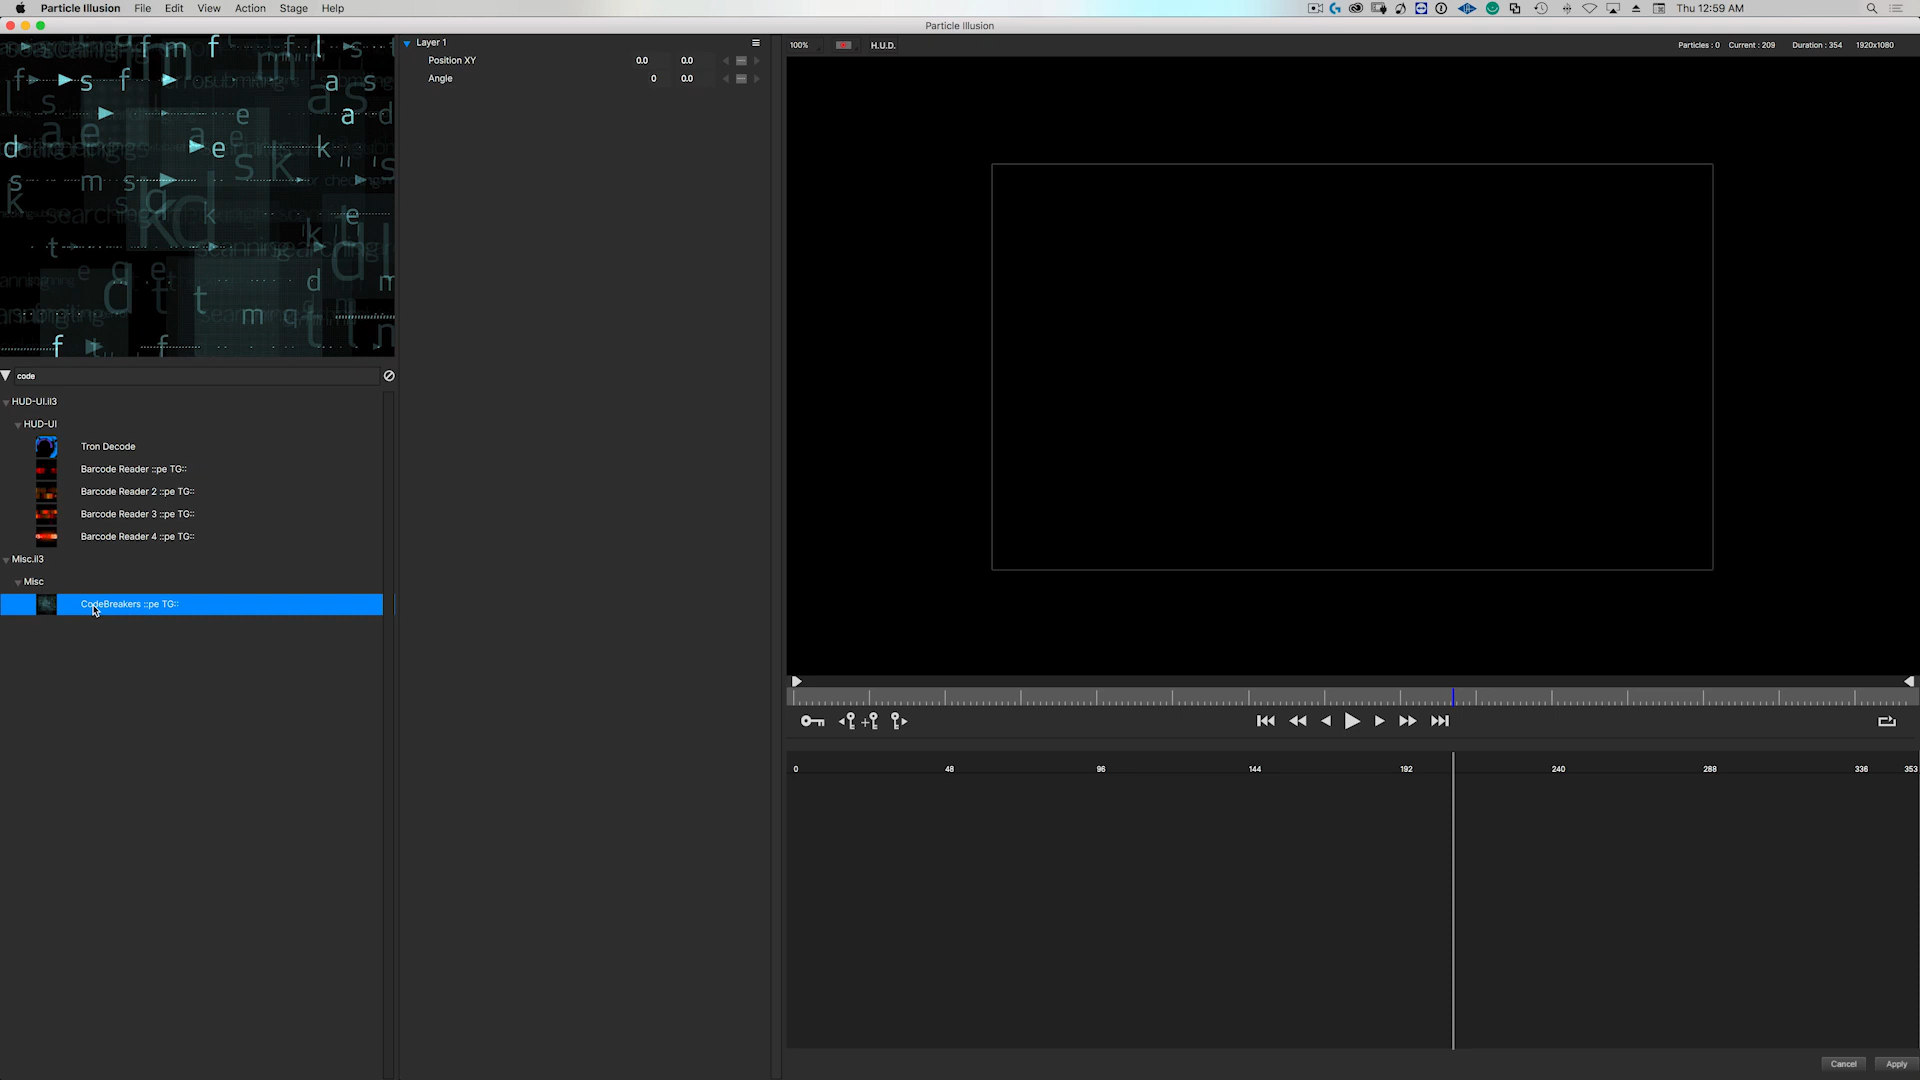 Particle Illusion File Edit View Action Stage Help Thu 12:59 AM
Particle Illusion
Layer 1
100% H.U.D. Particles : 0 Current : 209 Duration : 354 1920x1080
Position XY 0.0 0.0
Angle 0 0.0
f m f f l s
f s f a s
e a
d e k
s m s
searching
scanning
t
d
t
m
f
code
HUD-UI.il3
HUD-UI
Tron Decode
Barcode Reader ::pe TG::
Barcode Reader 2 ::pe TG::
Barcode Reader 3 ::pe TG::
Barcode Reader 4 ::pe TG::
Misc.il3
Misc
CodeBreakers ::pe TG::
0 48 96 144 192 240 288 336 353
Cancel Apply